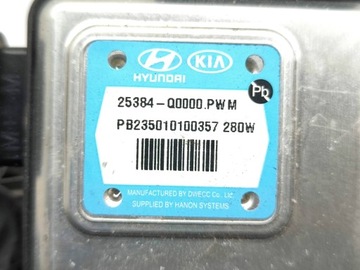 HYUNDAI KIA
Pb
25384-Q0000.PWM
PB235010100357 280W
MANUFACTURED BY DWECC Co., Ltd.
SUPPLIED BY HANON SYSTEMS